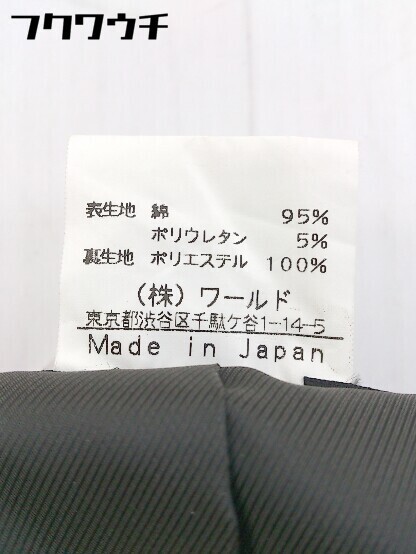 フクワウチ
表生地 綿 95%
ポリウレタン 5%
裏生地 ポリエステル 100%
(株) ワールド
東京都渋谷区千駄ケ谷1-14-5
Made in Japan